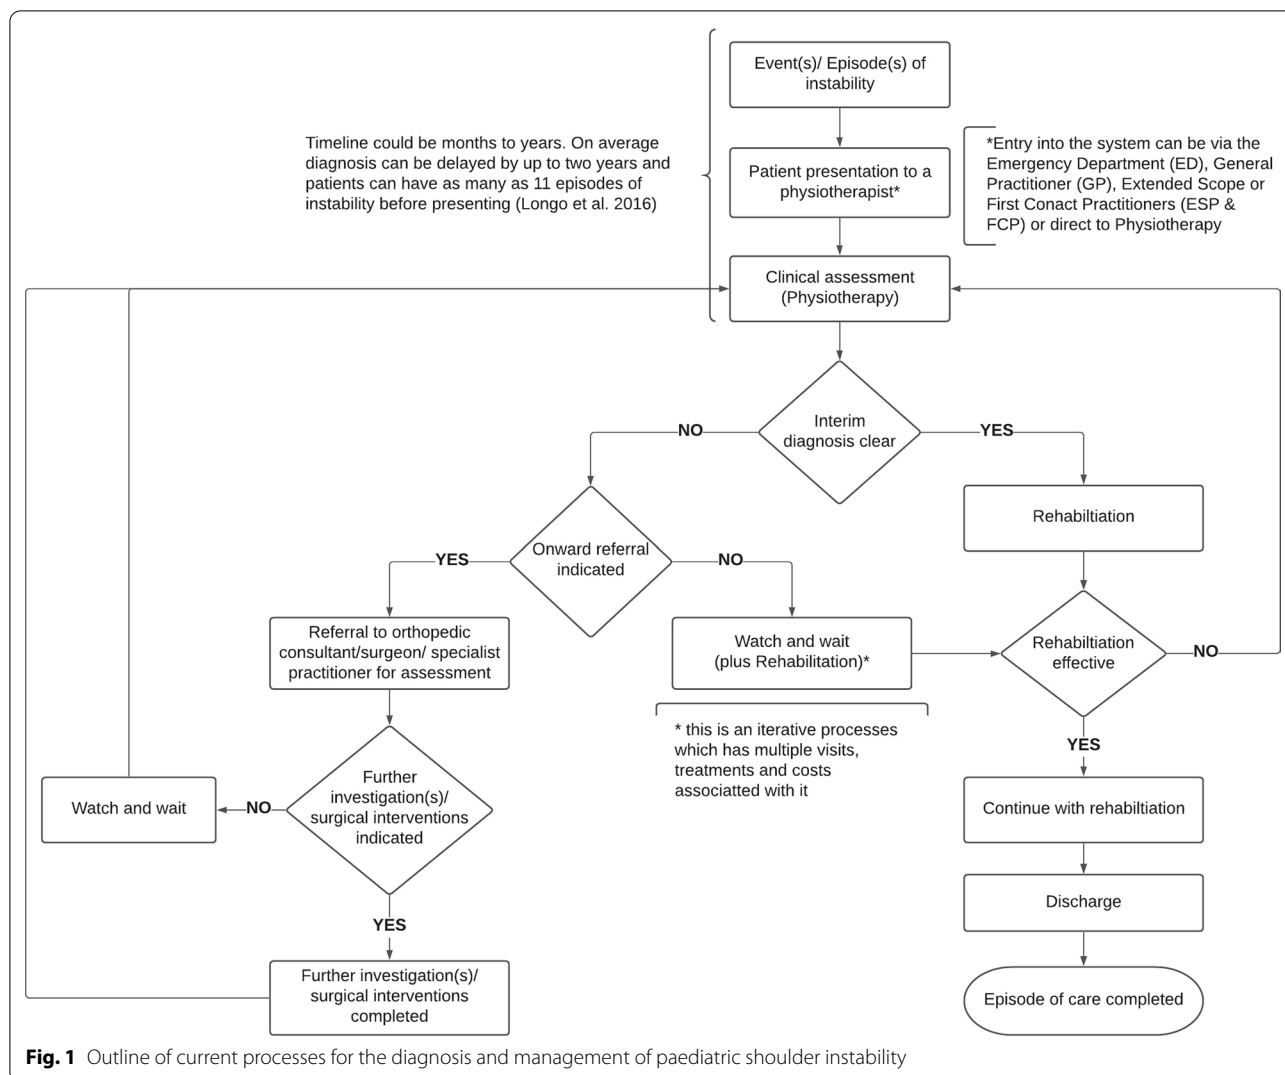 Event(s)/ Episode(s) of
instability
Timeline could be months to years. On average
diagnosis can be delayed by up to two years and
patients can have as many as 11 episodes of
instability before presenting (Longo et al. 2016)
Patient presentation to a
physiotherapist*
*Entry into the system can be via the
Emergency Department (ED), General
Practitioner (GP), Extended Scope or
First Conact Practitioners (ESP &
FCP) or direct to Physiotherapy
Clinical assessment
(Physiotherapy)
Interim
diagnosis clear
NO
YES
Onward referral
indicated
YES
NO
Rehabiltiation
Referral to orthopedic
consultant/surgeon/ specialist
practitioner for assessment
Watch and wait
(plus Rehabilitation)*
Rehabiltiation
effective
NO
* this is an iterative processes
which has multiple visits,
treatments and costs
associatted with it
YES
Further
investigation(s)/
surgical interventions
indicated
NO
Watch and wait
Continue with rehabiltiation
YES
Discharge
Further investigation(s)/
surgical interventions
completed
Episode of care completed
Fig. 1 Outline of current processes for the diagnosis and management of paediatric shoulder instability